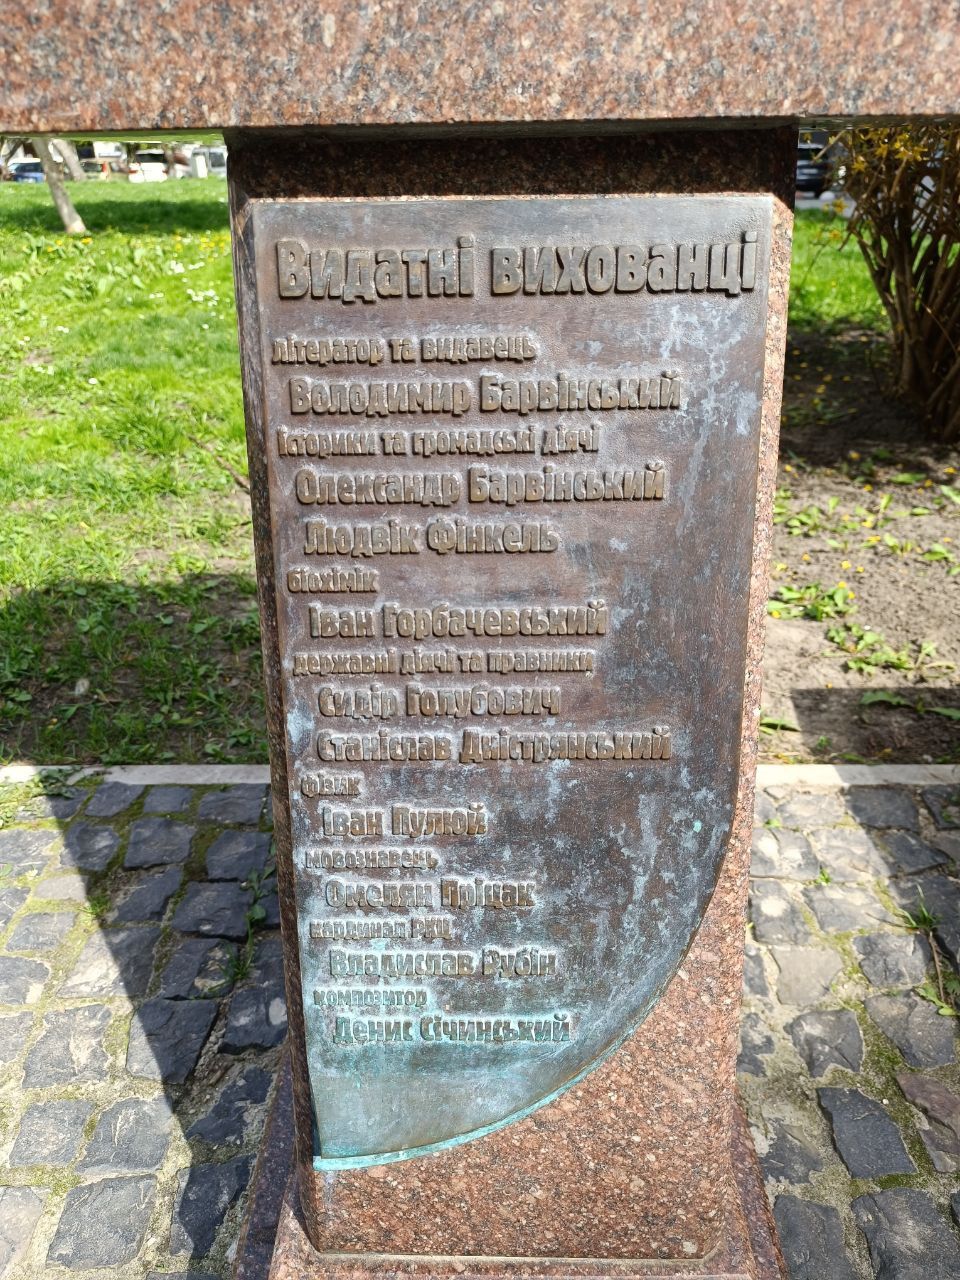 Видатні вихованці
літератор та видавець
Володимир Барвінський
історики та громадські діячі
Олександр Барвінський
Людвік Фінкель
біохімік
Іван Горбачевський
державні діячі та правники
Сидір Голубович
Станіслав Дністрянський
фізик
Іван Пулюй
мовознавець
Омелян Пріцак
кардинал РКЦ
Владислав Рубін
композитор
Денис Січинський